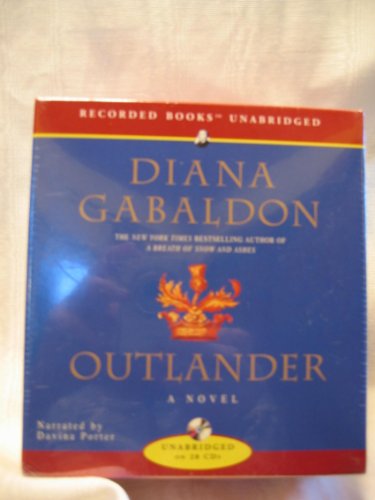 RECORDED BOOKS™ UNABRIDGED
DIANA
GABALDON
THE NEW YORK TIMES BESTSELLING AUTHOR OF
A BREATH OF SNOW AND ASHES
OUTLANDER
A NOVEL
Narrated by
Davina Porter
UNABRIDGED
ON 28 CDs